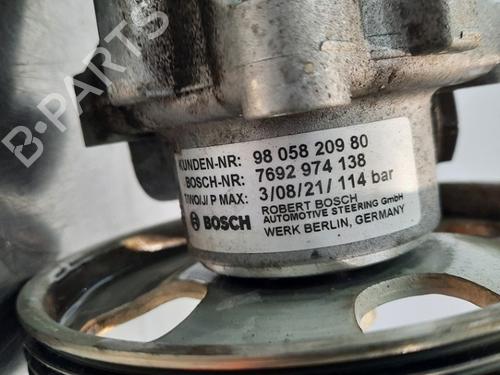 B-PARTS
KUNDEN-NR: 98 058 209 80
BOSCH-NR: 7692 974 138
T/WO/J/ P MAX: 3/08/21/ 114 bar
BOSCH
ROBERT BOSCH
AUTOMOTIVE STEERING GmbH
WERK BERLIN, GERMANY